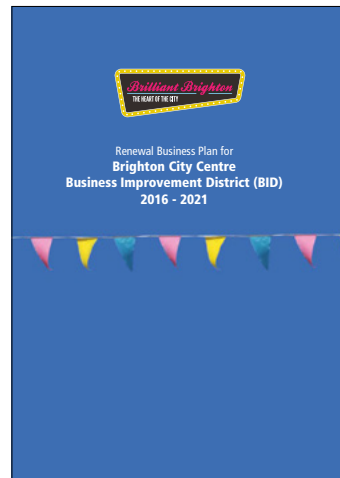 Brilliant Brighton
THE HEART OF THE CITY
Renewal Business Plan for
Brighton City Centre
Business Improvement District (BID)
2016 - 2021